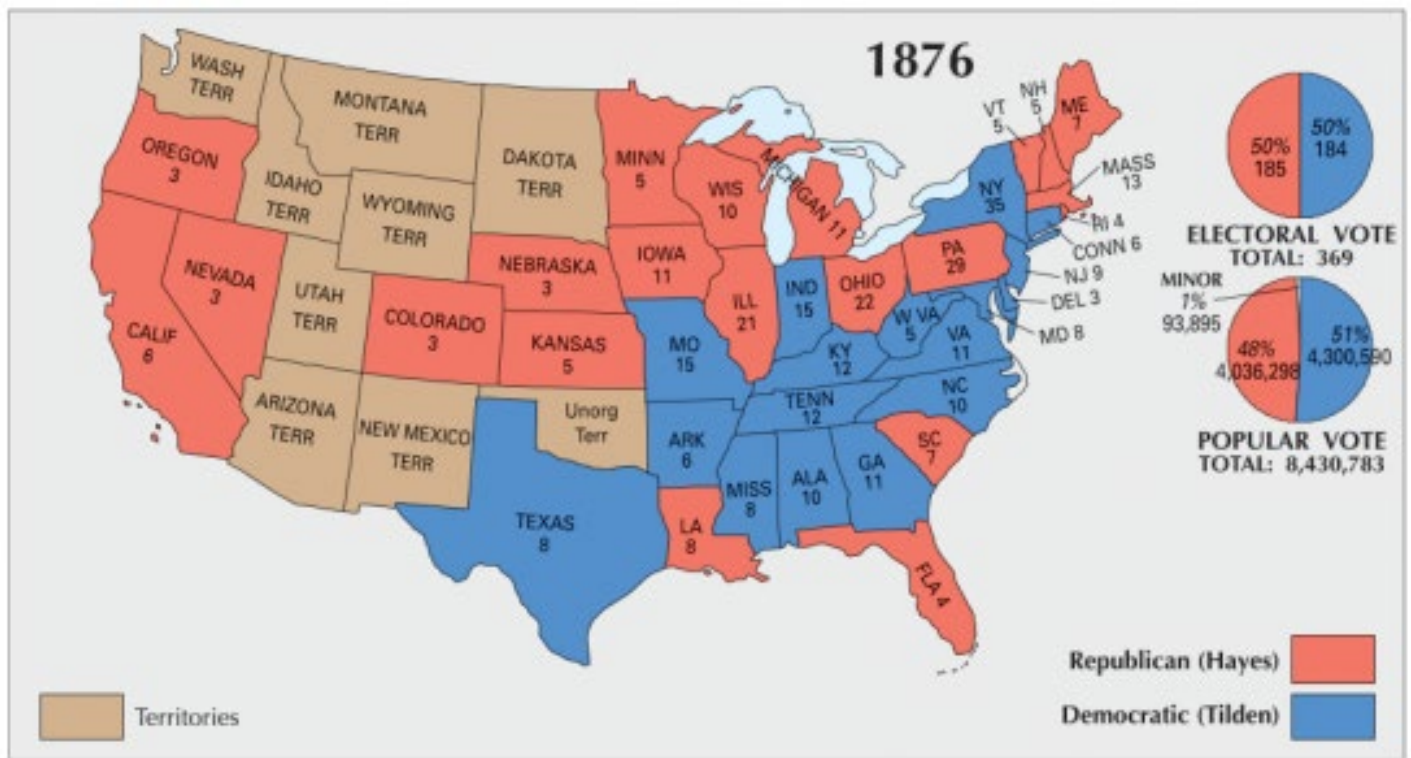 1876
WASH
TERR
MONTANA
TERR
DAKOTA
TERR
MINN
5
VT
5
NH
5
ME
7
OREGON
3
IDAHO
TERR
WYOMING
TERR
WIS
10
MICHIGAN 11
NY
35
MASS
13
RI 4
CONN 6
NJ 9
DEL 3
MD 8
NEVADA
3
UTAH
TERR
NEBRASKA
3
IOWA
11
ILL
21
IND
15
OHIO
22
PA
29
CALIF
6
COLORADO
3
KANSAS
5
MO
15
KY
12
W VA
5
VA
11
ARIZONA
TERR
NEW MEXICO
TERR
Unorg
Terr
ARK
6
TENN
12
NC
10
SC
7
TEXAS
8
LA
8
MISS
8
ALA
10
GA
11
FLA 4
50%
185
50%
184
ELECTORAL VOTE
TOTAL: 369
MINOR
1%
93,895
48%
4,036,298
51%
4,300,590
POPULAR VOTE
TOTAL: 8,430,783
Republican (Hayes)
Democratic (Tilden)
Territories